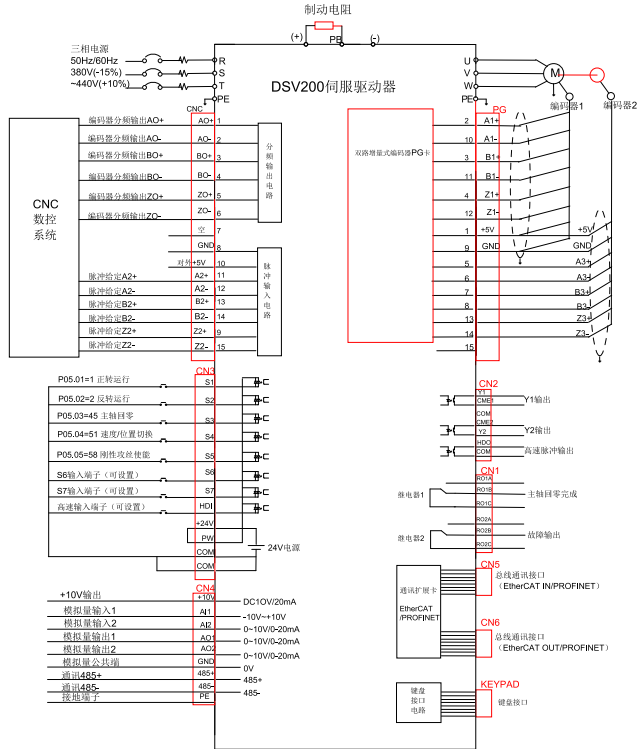 制动电阻
(+)
PB
(-)
三相电源
50Hz/60Hz
380V(-15%)
~440V(+10%)
R
S
T
PE
DSV200伺服驱动器
U
V
W
PE
M
编码器1
编码器2
CNC
数控
系统
CNC
编码器分频输出AO+
AO+
1
编码器分频输出AO-
AO-
2
编码器分频输出BO+
BO+
3
编码器分频输出BO-
BO-
4
编码器分频输出ZO+
ZO+
5
编码器分频输出ZO-
ZO-
6
空
7
GND
8
对外+5V
10
脉冲给定A2+
A2+
11
脉冲给定A2-
A2-
12
脉冲给定B2+
B2+
13
脉冲给定B2-
B2-
14
脉冲给定Z2+
Z2+
9
脉冲给定Z2-
Z2-
15
分频输出电路
脉冲输入电路
双路增量式编码器PG卡
PG
2
A1+
10
A1-
3
B1+
11
B1-
4
Z1+
12
Z1-
1
+5V
+5V
9
GND
GND
5
A3+
6
A3-
7
B3+
8
B3-
13
Z3+
14
Z3-
15
CN3
P05.01=1 正转运行
S1
P05.02=2 反转运行
S2
P05.03=45 主轴回零
S3
P05.04=51 速度/位置切换
S4
P05.05=58 刚性攻丝使能
S5
S6输入端子（可设置）
S6
S7输入端子（可设置）
S7
高速输入端子（可设置）
HDI
+24V
PW
COM
COM
24V电源
CN2
Y1
CME1
Y1输出
COM
CME2
Y2
Y2输出
HDO
COM
高速脉冲输出
CN1
继电器1
RO1A
RO1B
RO1C
主轴回零完成
继电器2
RO2A
RO2B
RO2C
故障输出
CN4
+10V输出
+10V
DC1OV/20mA
模拟量输入1
AI1
-10V~+10V
模拟量输入2
AI2
0~10V/0-20mA
模拟量输出1
AO1
0~10V/0-20mA
模拟量输出2
AO2
0~10V/0-20mA
模拟量公共端
GND
0V
通讯485+
485+
485+
通讯485-
485-
485-
接地端子
PE
通讯扩展卡
EtherCAT
/PROFINET
CN5
总线通讯接口
(EtherCAT IN/PROFINET)
CN6
总线通讯接口
（EtherCAT OUT/PROFINET)
键盘
接口
电路
KEYPAD
键盘接口